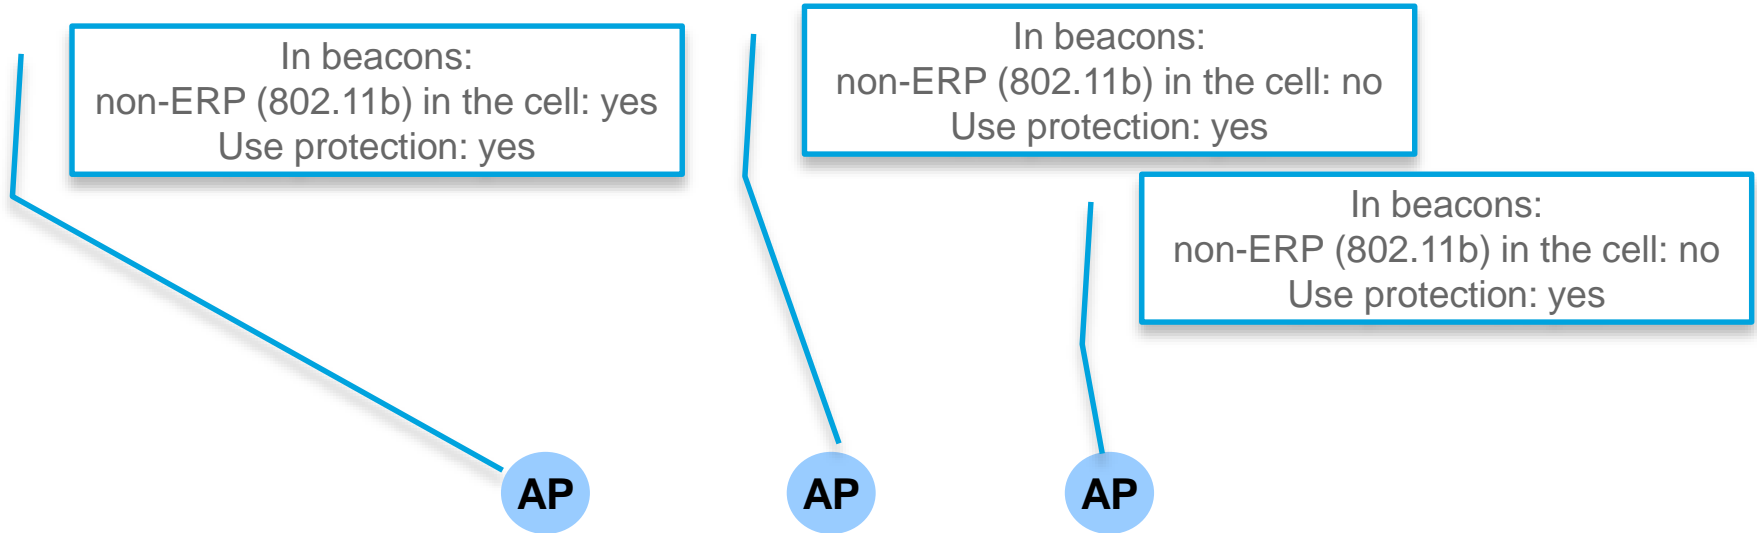 In beacons:
non-ERP (802.11b) in the cell: yes
Use protection: yes
In beacons:
non-ERP (802.11b) in the cell: no
Use protection: yes
In beacons:
non-ERP (802.11b) in the cell: no
Use protection: yes
AP
AP
AP